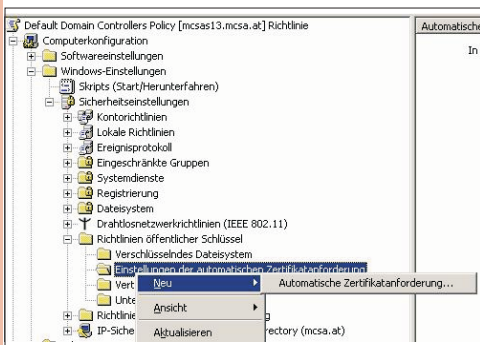 Default Domain Controllers Policy [mcsas13.mcsa.at] Richtlinie
Automatische
Computerkonfiguration
In
Softwareeinstellungen
Windows-Einstellungen
Skripts (Start/Herunterfahren)
Sicherheitseinstellungen
Kontorichtlinien
Lokale Richtlinien
Ereignisprotokoll
Eingeschränkte Gruppen
Systemdienste
Registrierung
Dateisystem
Drahtlosnetzwerkrichtlinien (IEEE 802.11)
Richtlinien öffentlicher Schlüssel
Verschlüsselndes Dateisystem
Einstellungen der automatischen Zertifikatanforderung
Vert
Neu
Automatische Zertifikatanforderung...
Unte
Ansicht
Richtlinie
g
IP-Siche
rectory (mcsa.at)
Aktualisieren